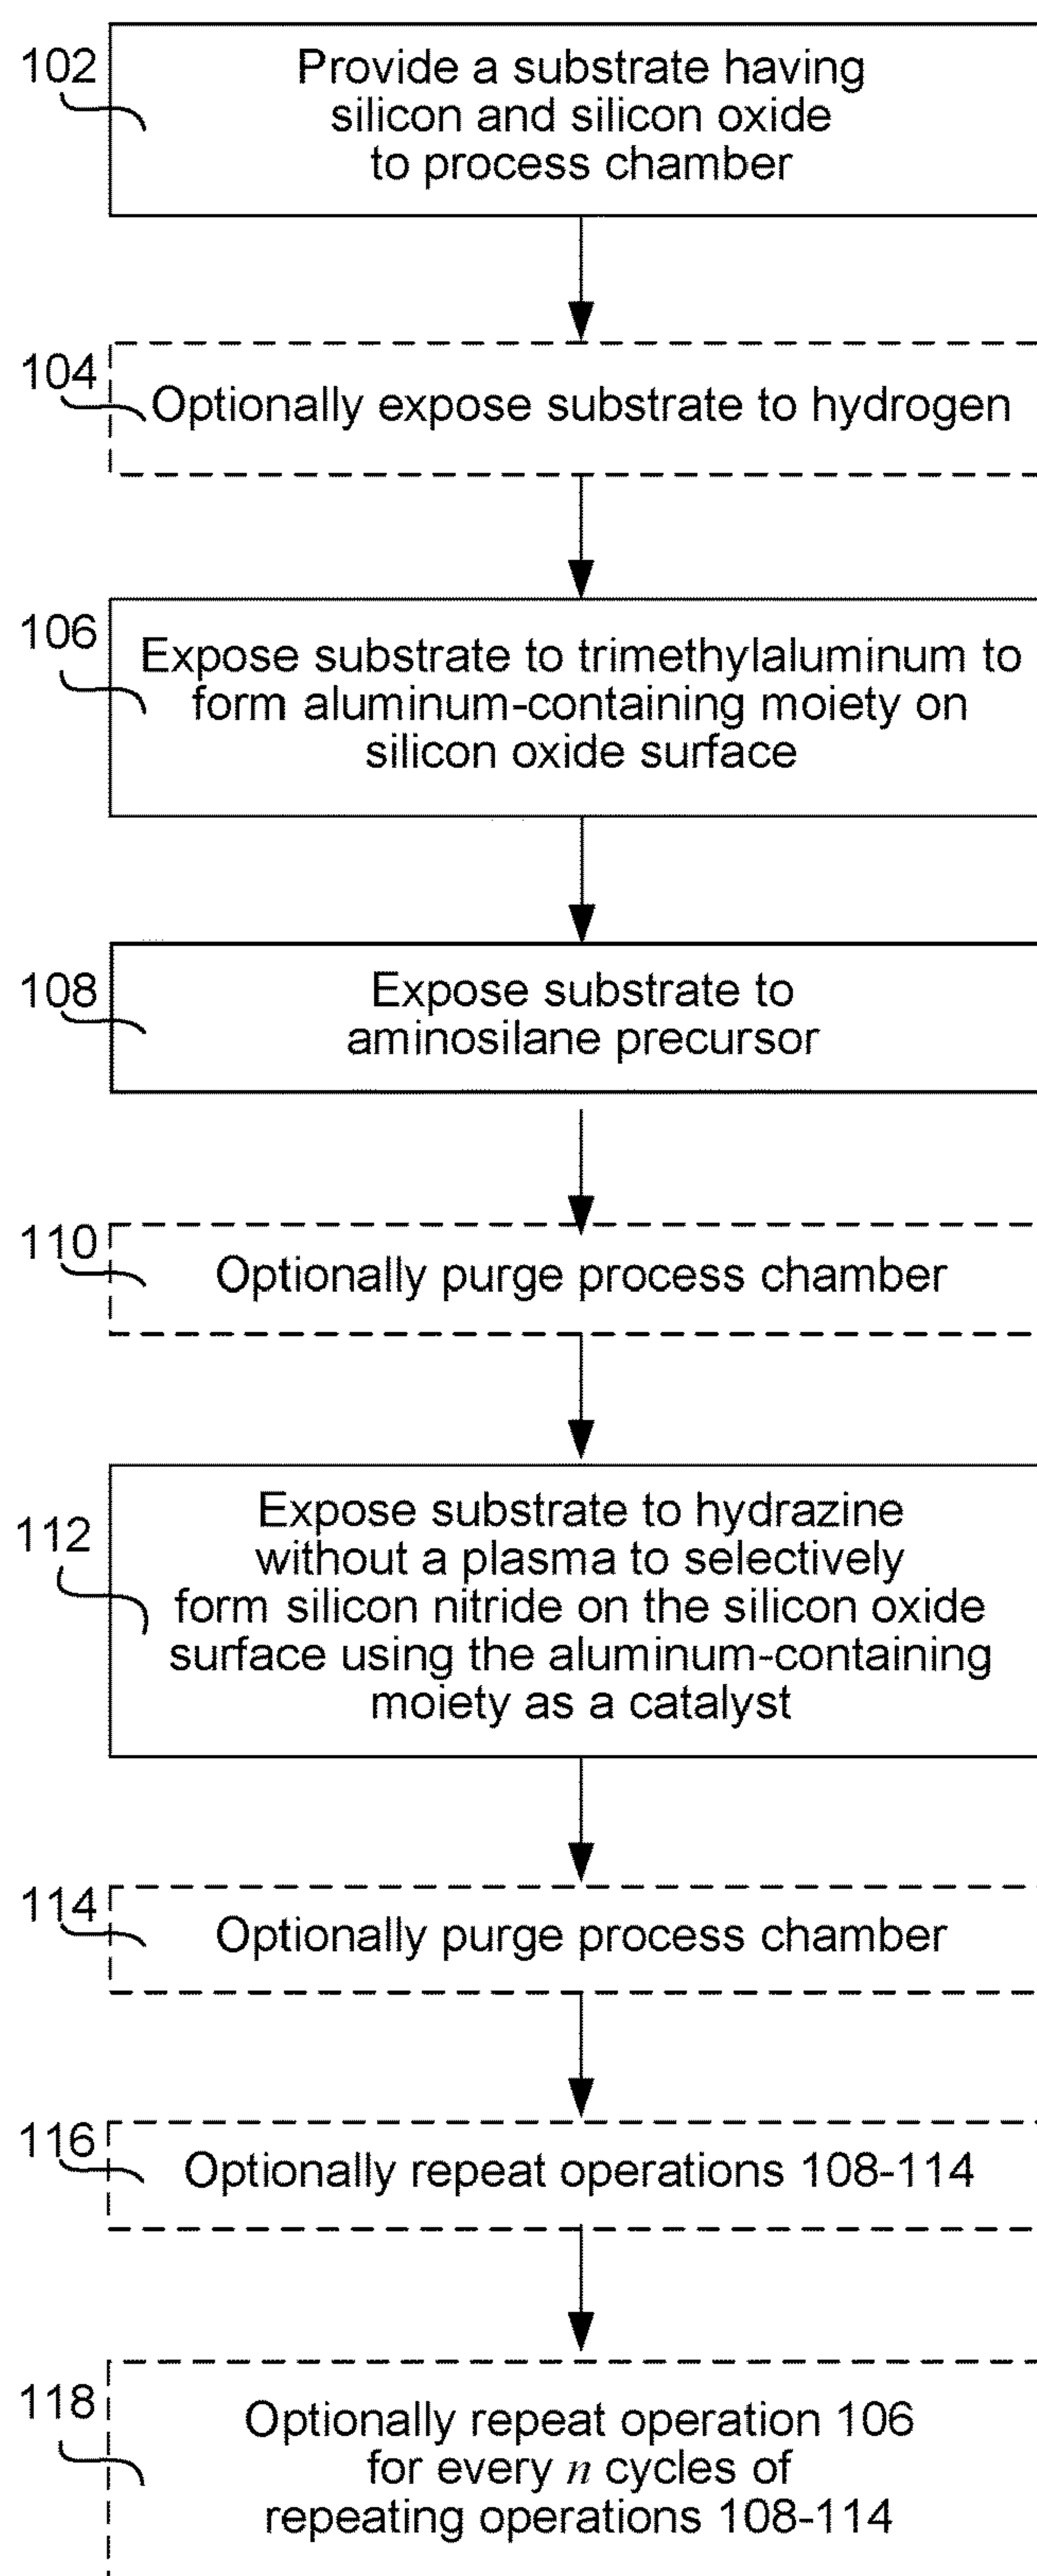 102
Provide a substrate having
silicon and silicon oxide
to process chamber
104
Optionally expose substrate to hydrogen
106
Expose substrate to trimethylaluminum to
form aluminum-containing moiety on
silicon oxide surface
108
Expose substrate to
aminosilane precursor
110
Optionally purge process chamber
112
Expose substrate to hydrazine
without a plasma to selectively
form silicon nitride on the silicon oxide
surface using the aluminum-containing
moiety as a catalyst
114
Optionally purge process chamber
116
Optionally repeat operations 108-114
118
Optionally repeat operation 106
for every n cycles of
repeating operations 108-114